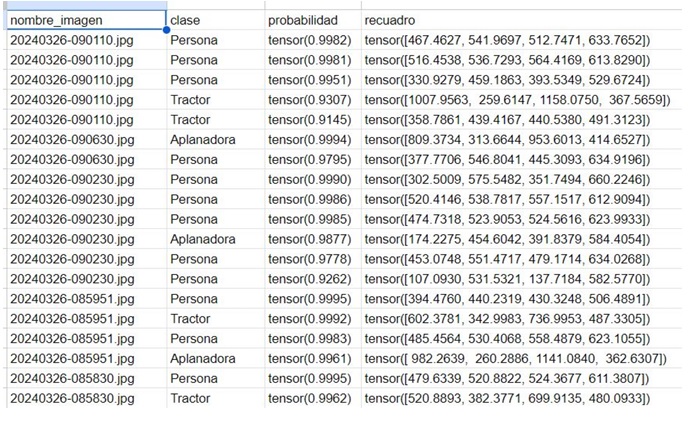 nombre_imagen clase probabilidad recuadro
20240326-090110.jpg Persona tensor(0.9982) tensor([467.4627, 541.9697, 512.7471, 633.7652])
20240326-090110.jpg Persona tensor(0.9981) tensor([516.4538, 536.7293, 564.4169, 613.8290])
20240326-090110.jpg Persona tensor(0.9951) tensor([330.9279, 459.1863, 393.5349, 529.6724])
20240326-090110.jpg Tractor tensor(0.9307) tensor([1007.9563, 259.6147, 1158.0750, 367.5659])
20240326-090110.jpg Tractor tensor(0.9145) tensor([358.7861, 439.4167, 440.5380, 491.3123])
20240326-090630.jpg Aplanadora tensor(0.9994) tensor([809.3734, 313.6644, 953.6013, 414.6527])
20240326-090630.jpg Persona tensor(0.9795) tensor([377.7706, 546.8041, 445.3093, 634.9196])
20240326-090230.jpg Persona tensor(0.9990) tensor([302.5009, 575.5482, 351.7494, 660.2246])
20240326-090230.jpg Persona tensor(0.9986) tensor([520.4146, 538.7817, 557.1517, 612.9094])
20240326-090230.jpg Persona tensor(0.9985) tensor([474.7318, 523.9053, 524.5616, 623.9933])
20240326-090230.jpg Aplanadora tensor(0.9877) tensor([174.2275, 454.6042, 391.8379, 584.4054])
20240326-090230.jpg Persona tensor(0.9778) tensor([453.0748, 551.4717, 479.1714, 634.0268])
20240326-090230.jpg Persona tensor(0.9262) tensor([107.0930, 531.5321, 137.7184, 582.5770])
20240326-085951.jpg Persona tensor(0.9995) tensor([394.4760, 440.2319, 430.3248, 506.4891])
20240326-085951.jpg Tractor tensor(0.9992) tensor([602.3781, 342.9983, 736.9953, 487.3305])
20240326-085951.jpg Persona tensor(0.9983) tensor([485.4564, 530.4068, 558.4879, 623.1055])
20240326-085951.jpg Aplanadora tensor(0.9961) tensor([ 982.2639, 260.2886, 1141.0840, 362.6307])
20240326-085830.jpg Persona tensor(0.9995) tensor([479.6339, 520.8822, 524.3677, 611.3807])
20240326-085830.jpg Tractor tensor(0.9962) tensor([520.8893, 382.3771, 699.9135, 480.0933])